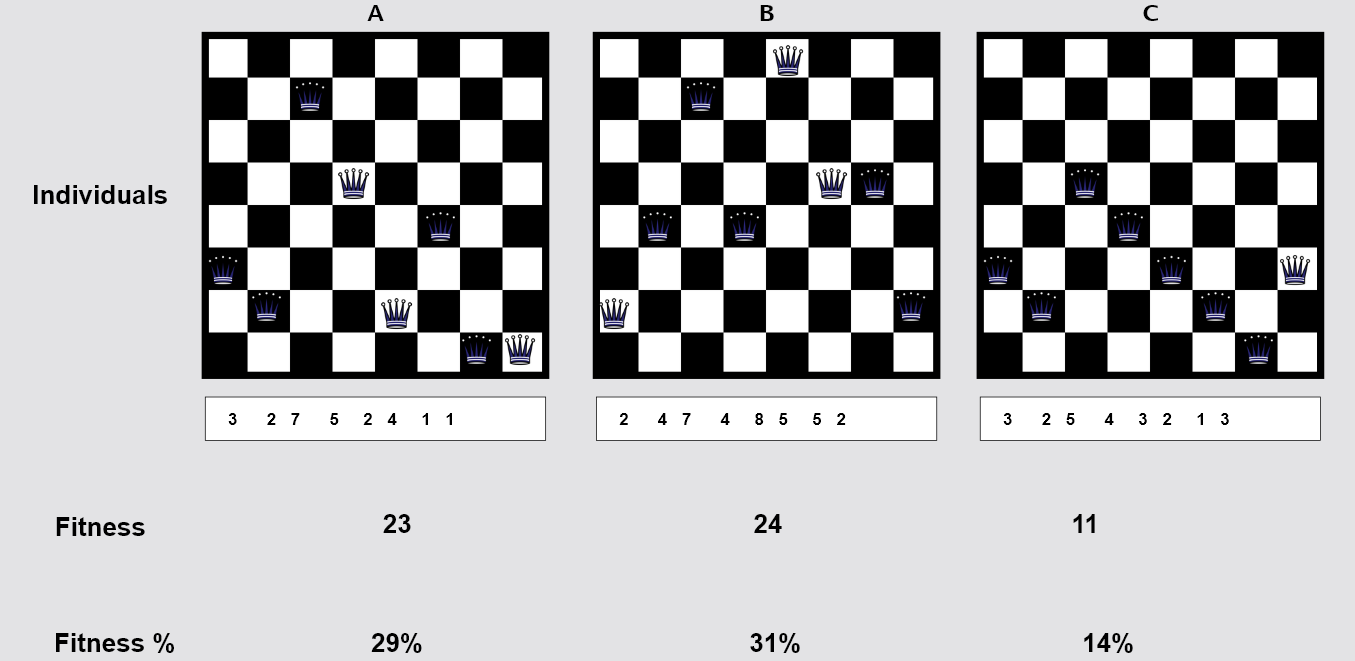 A B C
Individuals
3 2 7 5 2 4 1 1
2 4 7 4 8 5 5 2
3 2 5 4 3 2 1 3
Fitness 23 24 11
Fitness % 29% 31% 14%